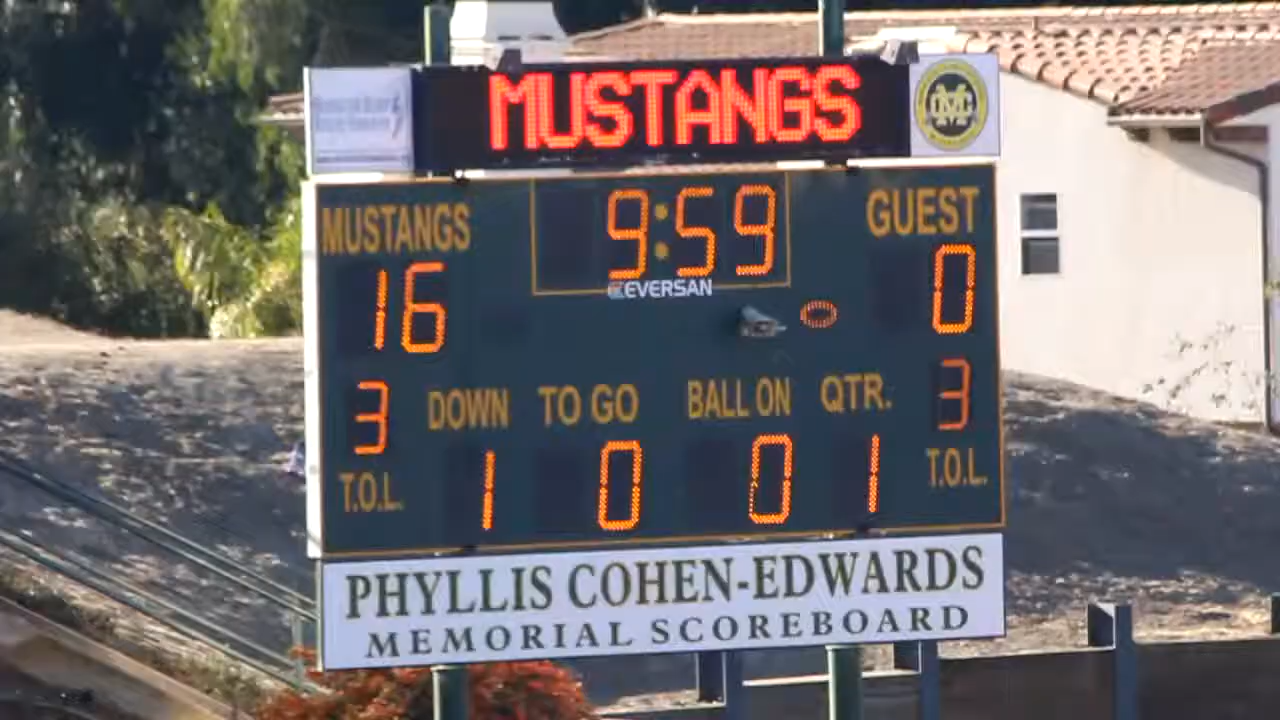 MUSTANGS
MC
MUSTANGS 9:59 GUEST
EVERSAN
16 0
3 DOWN TO GO BALL ON QTR. 3
T.O.L. 1 0 0 1 T.O.L.
PHYLLIS COHEN-EDWARDS
MEMORIAL SCOREBOARD